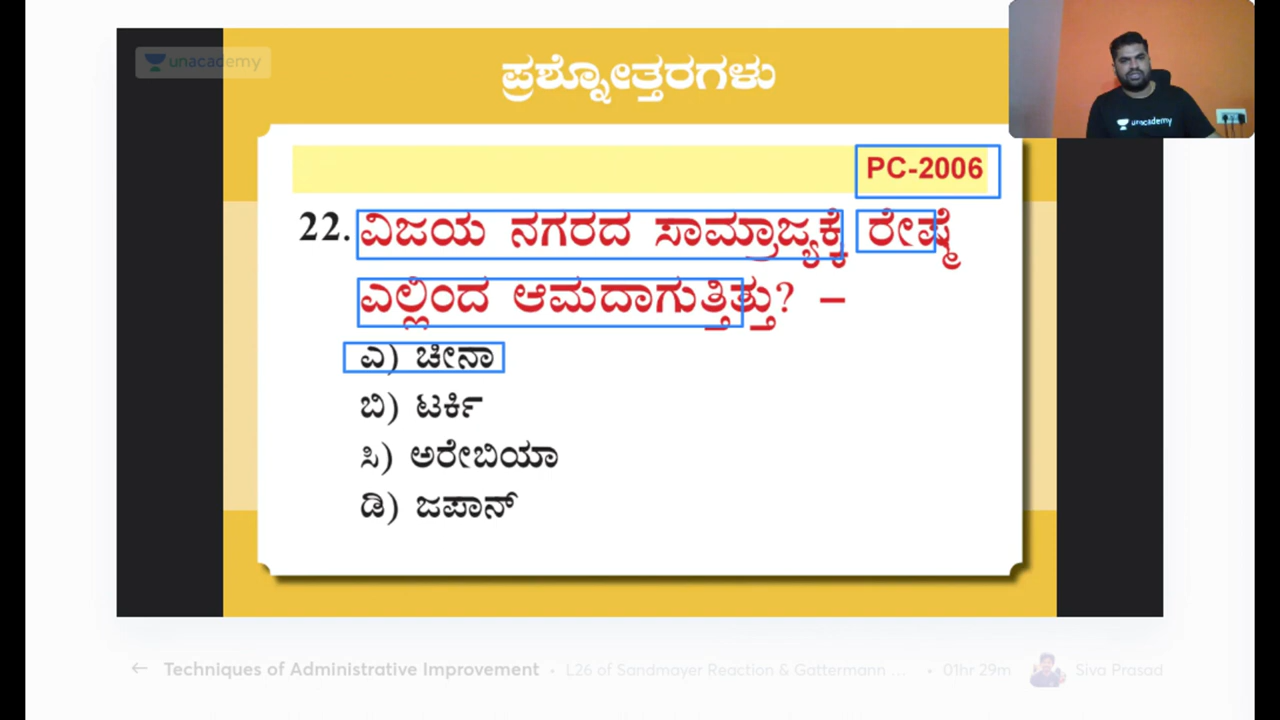 unacademy
ಪ್ರಶ್ನೋತ್ತರಗಳು
unacademy
PC-2006
22. ವಿಜಯ ನಗರದ ಸಾಮ್ರಾಜ್ಯಕ್ಕೆ ರೇಷ್ಮೆ
ಎಲ್ಲಿಂದ ಆಮದಾಗುತ್ತಿತ್ತು? –
ಎ) ಚೀನಾ
ಬಿ) ಟರ್ಕಿ
ಸಿ) ಅರೇಬಿಯಾ
ಡಿ) ಜಪಾನ್
← Techniques of Administrative Improvement • L26 of Sandmayer Reaction & Gattermann ... • 01hr 29m Siva Prasad